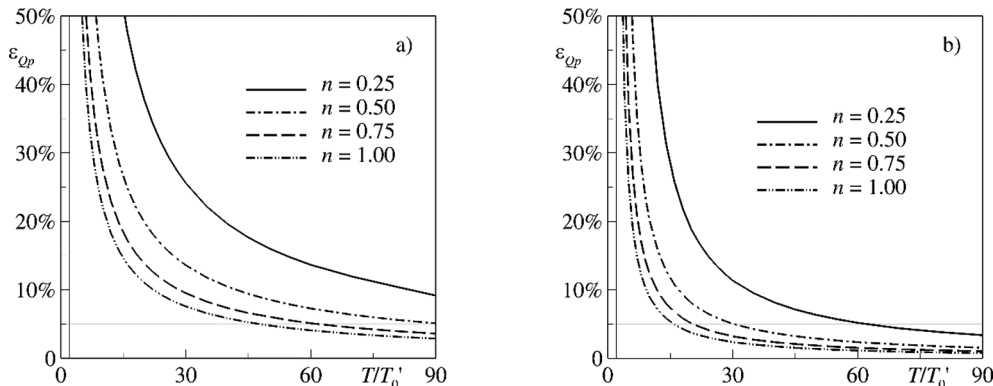 50%
a)
ε_Qp
40%
n = 0.25
n = 0.50
n = 0.75
30%
n = 1.00
20%
10%
0
0
30
60
T/T₀'
90
50%
b)
ε_Qp
40%
n = 0.25
n = 0.50
30%
n = 0.75
n = 1.00
20%
10%
0
0
30
60
T/T₀'
90